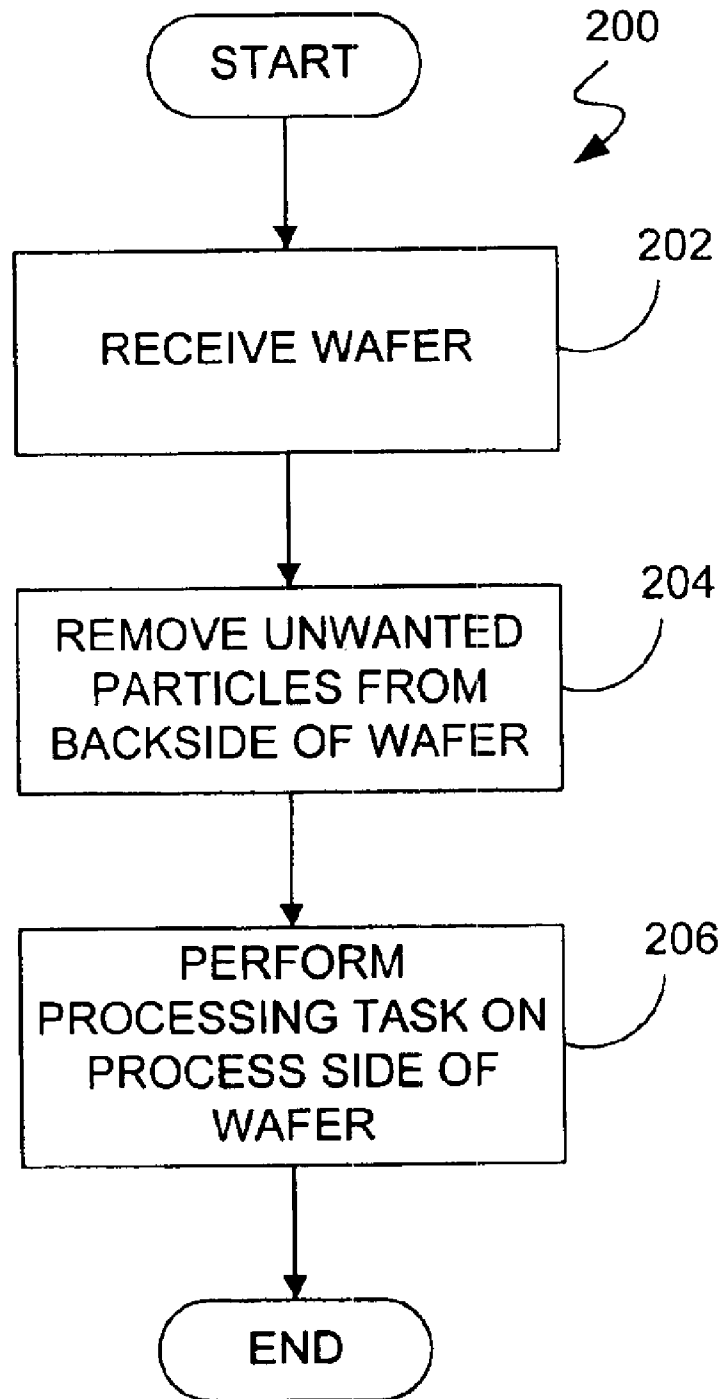 START
200
202
RECEIVE WAFER
204
REMOVE UNWANTED
PARTICLES FROM
BACKSIDE OF WAFER
206
PERFORM
PROCESSING TASK ON
PROCESS SIDE OF
WAFER
END